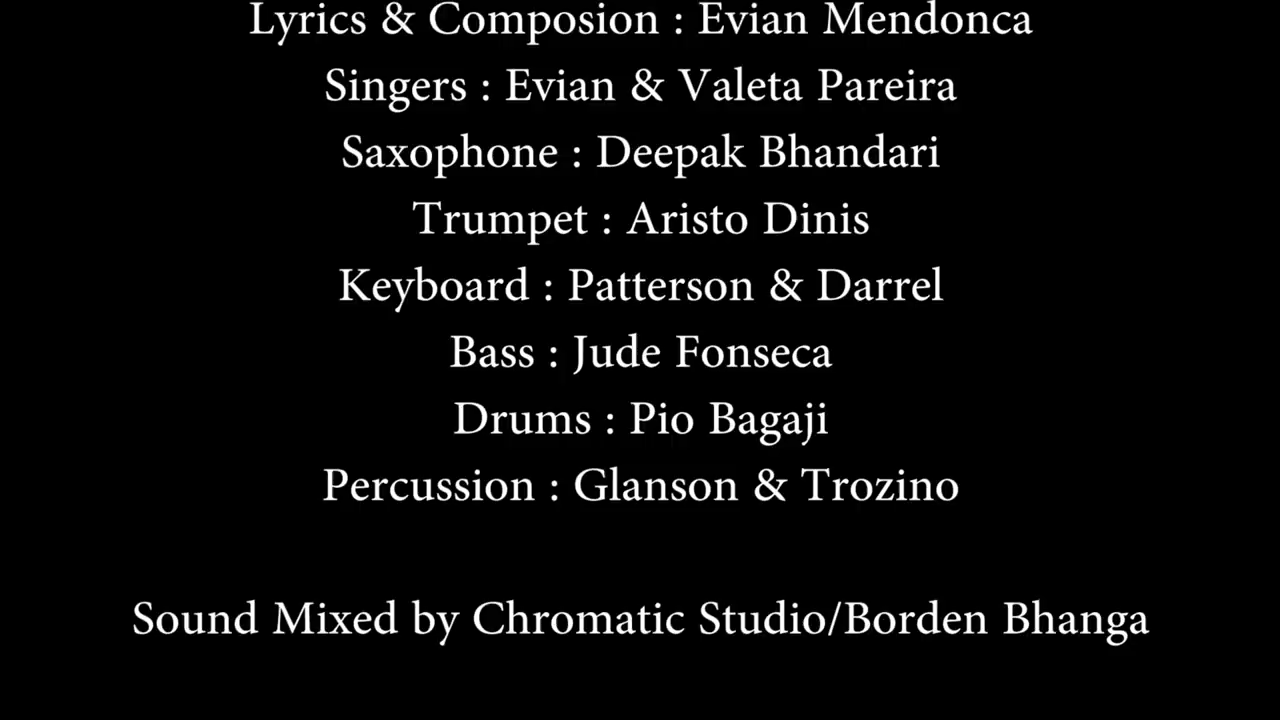 Lyrics & Composion : Evian Mendonca
Singers : Evian & Valeta Pareira
Saxophone : Deepak Bhandari
Trumpet : Aristo Dinis
Keyboard : Patterson & Darrel
Bass : Jude Fonseca
Drums : Pio Bagaji
Percussion : Glanson & Trozino
Sound Mixed by Chromatic Studio/Borden Bhanga